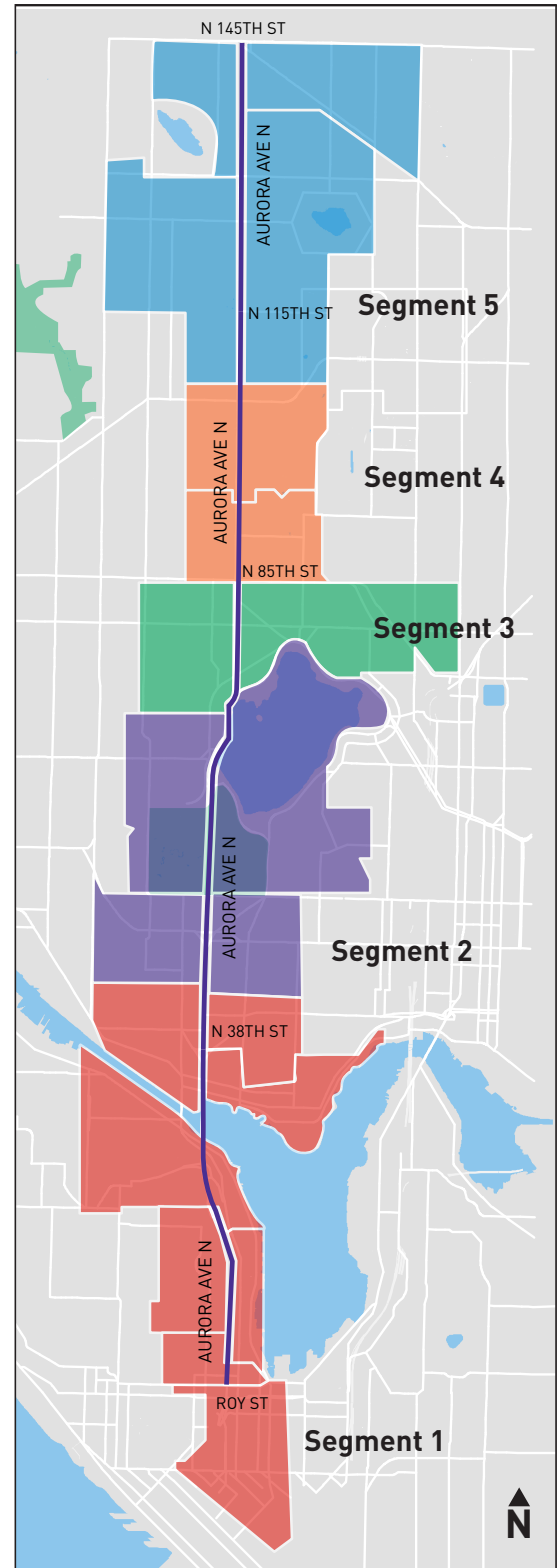 N 145TH ST
AURORA AVE N
N 115TH ST
Segment 5
AURORA AVE N
Segment 4
N 85TH ST
Segment 3
AURORA AVE N
Segment 2
N 38TH ST
AURORA AVE N
ROY ST
Segment 1
N